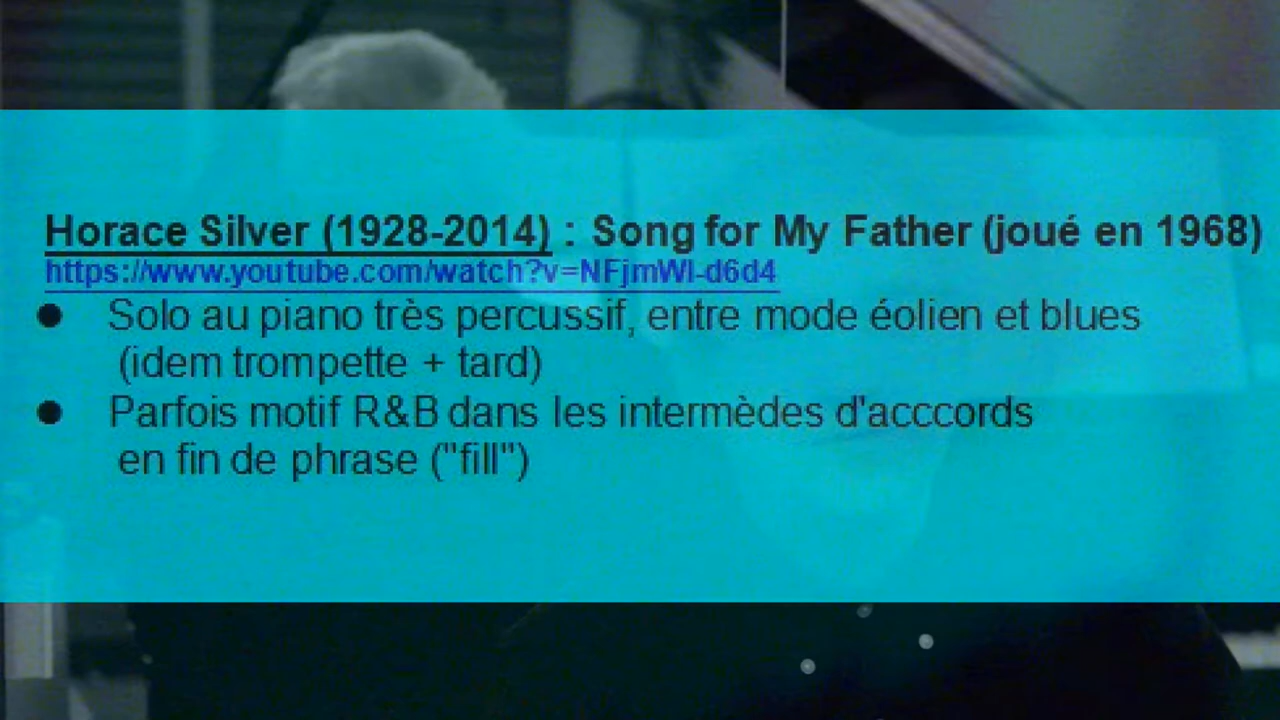 Horace Silver (1928-2014) : Song for My Father (joué en 1968)
https://www.youtube.com/watch?v=NFjmWI-d6d4
● Solo au piano très percussif, entre mode éolien et blues
(idem trompette + tard)
● Parfois motif R&B dans les intermèdes d'acccords
en fin de phrase ("fill")